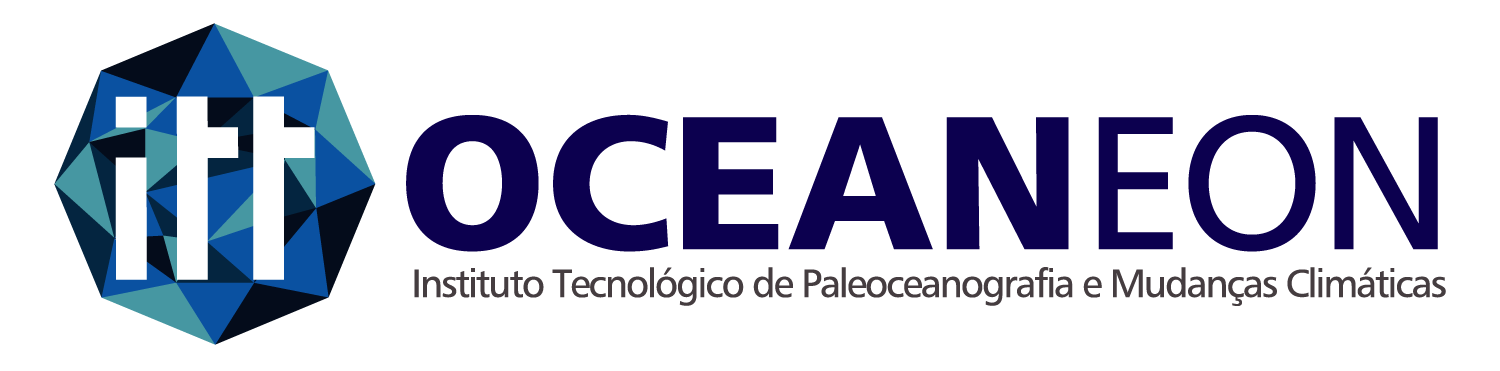 itt
OCEANEON
Instituto Tecnológico de Paleoceanografia e Mudanças Climáticas